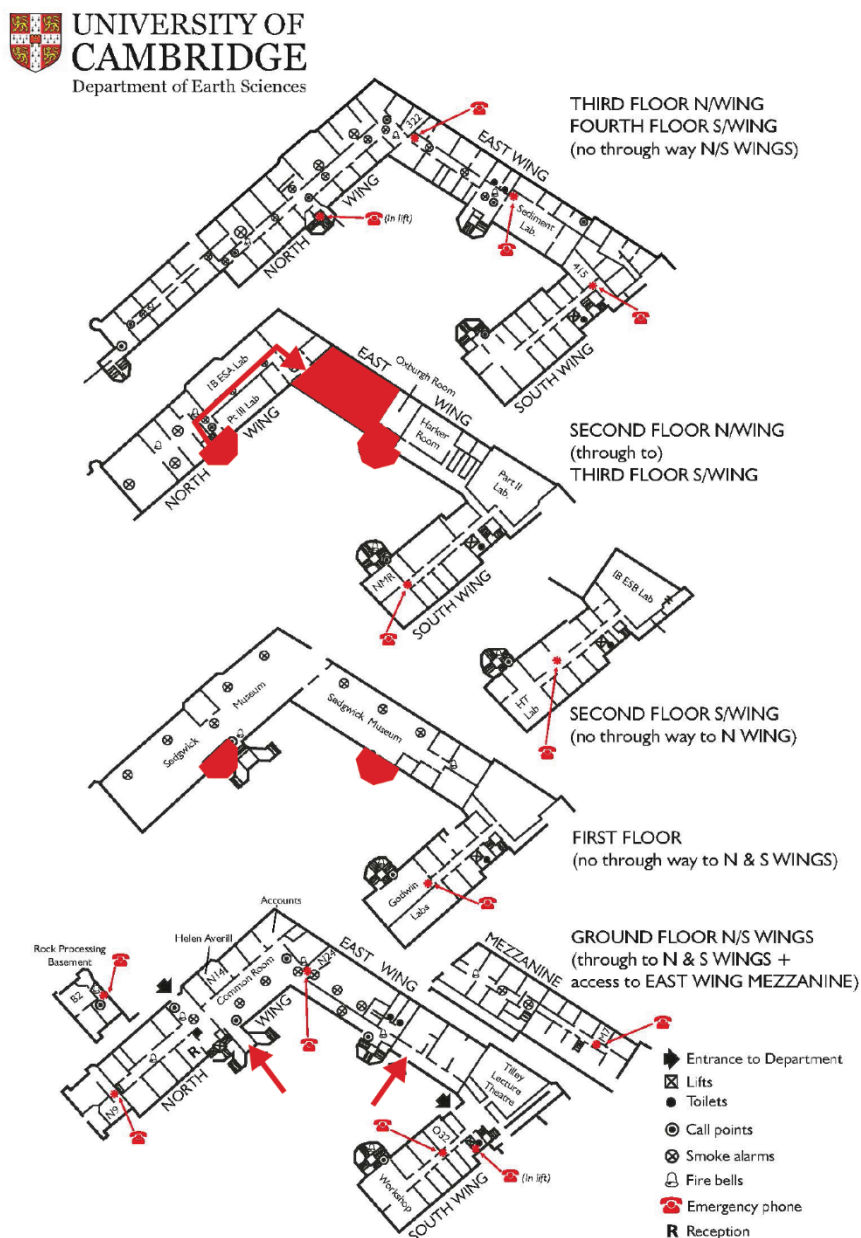 UNIVERSITY OF
CAMBRIDGE
Department of Earth Sciences
THIRD FLOOR N/WING
FOURTH FLOOR S/WING
(no through way N/S WINGS)
322
EAST WING
NORTH WING
(In lift)
Sediment
Lab.
415
SOUTH WING
SECOND FLOOR N/WING
(through to)
THIRD FLOOR S/WING
IB ESA Lab
Pt III Lab
NORTH WING
EAST WING
Oxburgh Room
Harker
Room
Part II
Lab.
NMR
SOUTH WING
IB ESB Lab
HT
Lab
SECOND FLOOR S/WING
(no through way to N WING)
Sedgwick Museum
Sedgwick Museum
FIRST FLOOR
(no through way to N & S WINGS)
Godwin
Labs
GROUND FLOOR N/S WINGS
(through to N & S WINGS +
access to EAST WING MEZZANINE)
Accounts
Helen Averill
Rock Processing
Basement
B2
N14
Common Room
N24
EAST WING
MEZZANINE
M7
R
N9
NORTH WING
Tilley
Lecture
Theatre
O32
Workshop
(In lift)
SOUTH WING
Entrance to Department
Lifts
Toilets
Call points
Smoke alarms
Fire bells
Emergency phone
R Reception